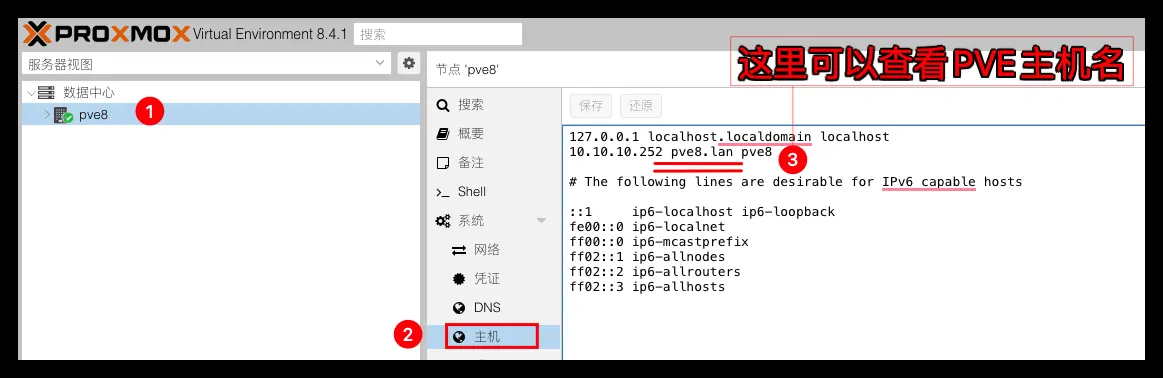 PROXMOX Virtual Environment 8.4.1 搜索
这里可以查看PVE主机名
服务器视图
节点 'pve8'
数据中心
pve8
1
搜索
概要
备注
Shell
系统
网络
凭证
DNS
2
主机
保存 还原
127.0.0.1 localhost.localdomain localhost
10.10.10.252 pve8.lan pve8
3
# The following lines are desirable for IPv6 capable hosts
::1 ip6-localhost ip6-loopback
fe00::0 ip6-localnet
ff00::0 ip6-mcastprefix
ff02::1 ip6-allnodes
ff02::2 ip6-allrouters
ff02::3 ip6-allhosts